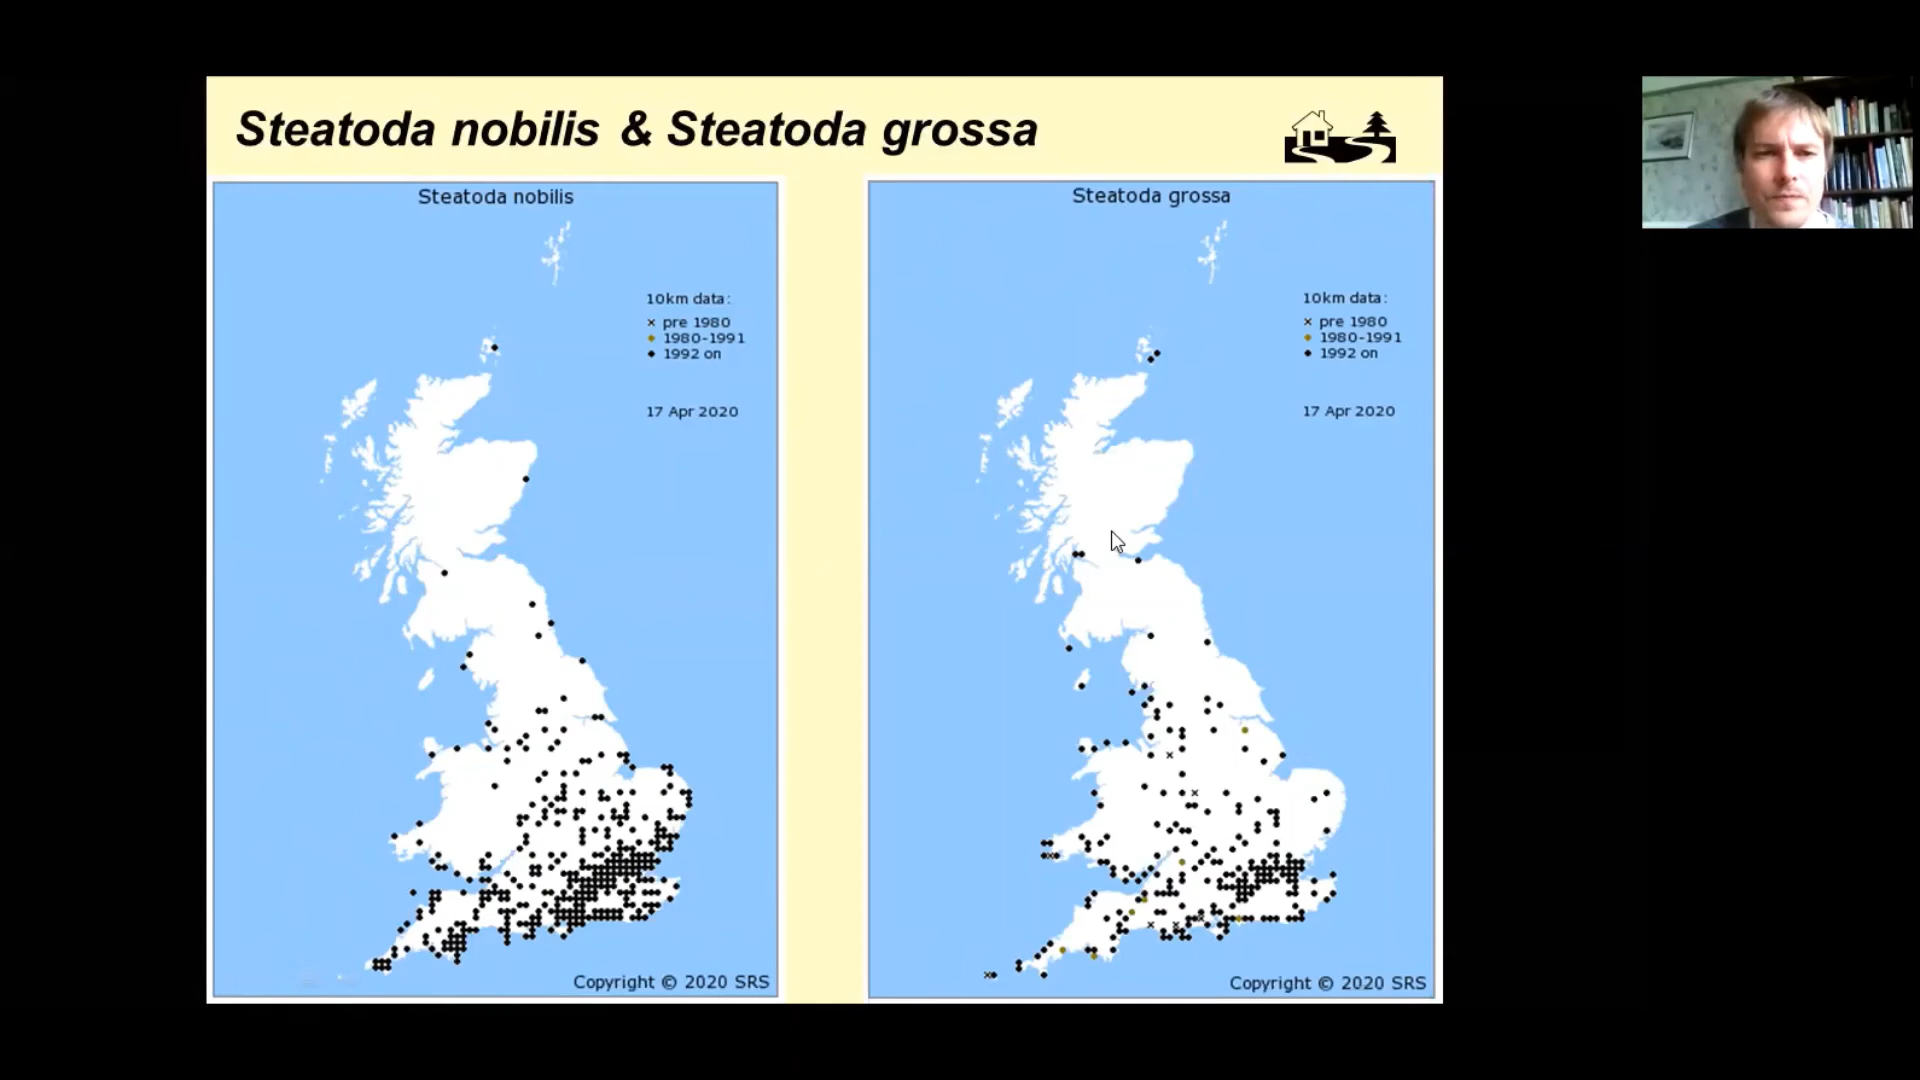 Steatoda nobilis & Steatoda grossa
Steatoda nobilis
10km data:
pre 1980
1980-1991
1992 on
17 Apr 2020
Copyright © 2020 SRS
Steatoda grossa
10km data:
pre 1980
1980-1991
1992 on
17 Apr 2020
Copyright © 2020 SRS